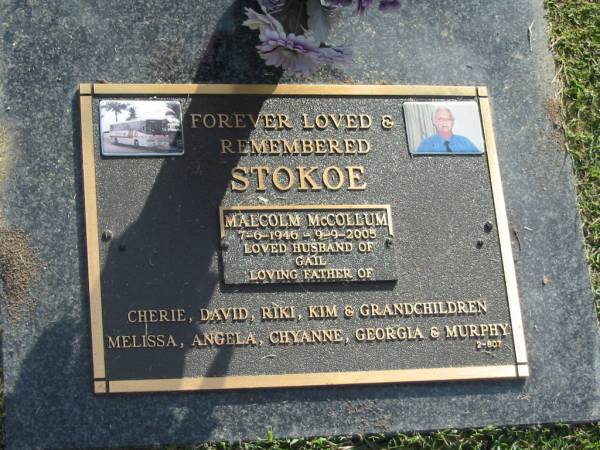 FOREVER LOVED &
REMEMBERED
STOKOE
MALCOLM McCOLLUM
7-6-1946 - 9-9-2005
LOVED HUSBAND OF
GAIL
LOVING FATHER OF
CHERIE, DAVID, RIKI, KIM & GRANDCHILDREN
MELISSA, ANGELA, CHYANNE, GEORGIA & MURPHY
2-807